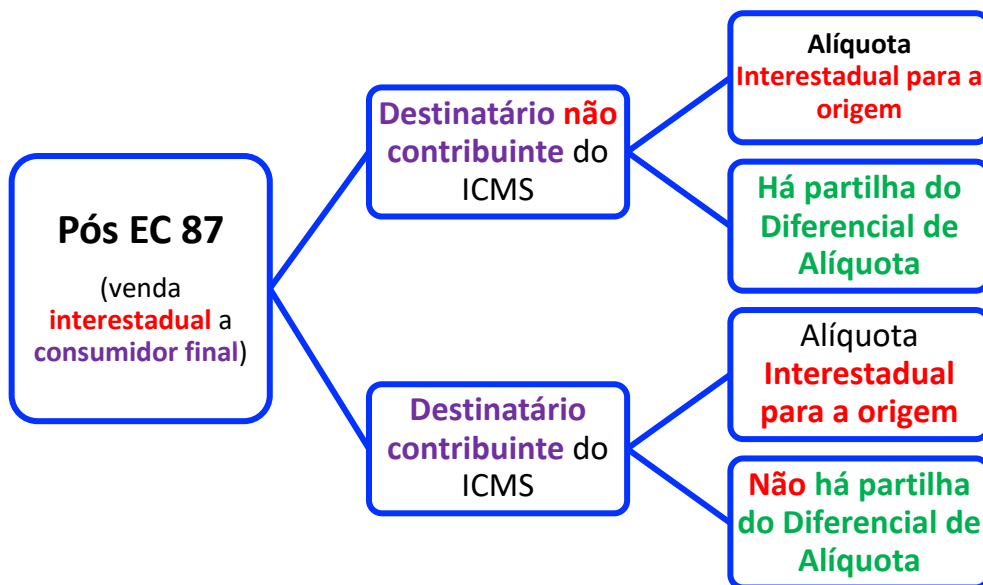 Pós EC 87
(venda
interestadual a
consumidor final)
Destinatário não
contribuinte do
ICMS
Alíquota
Interestadual para a
origem
Há partilha do
Diferencial de
Alíquota
Destinatário
contribuinte do
ICMS
Alíquota
Interestadual
para a origem
Não há partilha
do Diferencial de
Alíquota